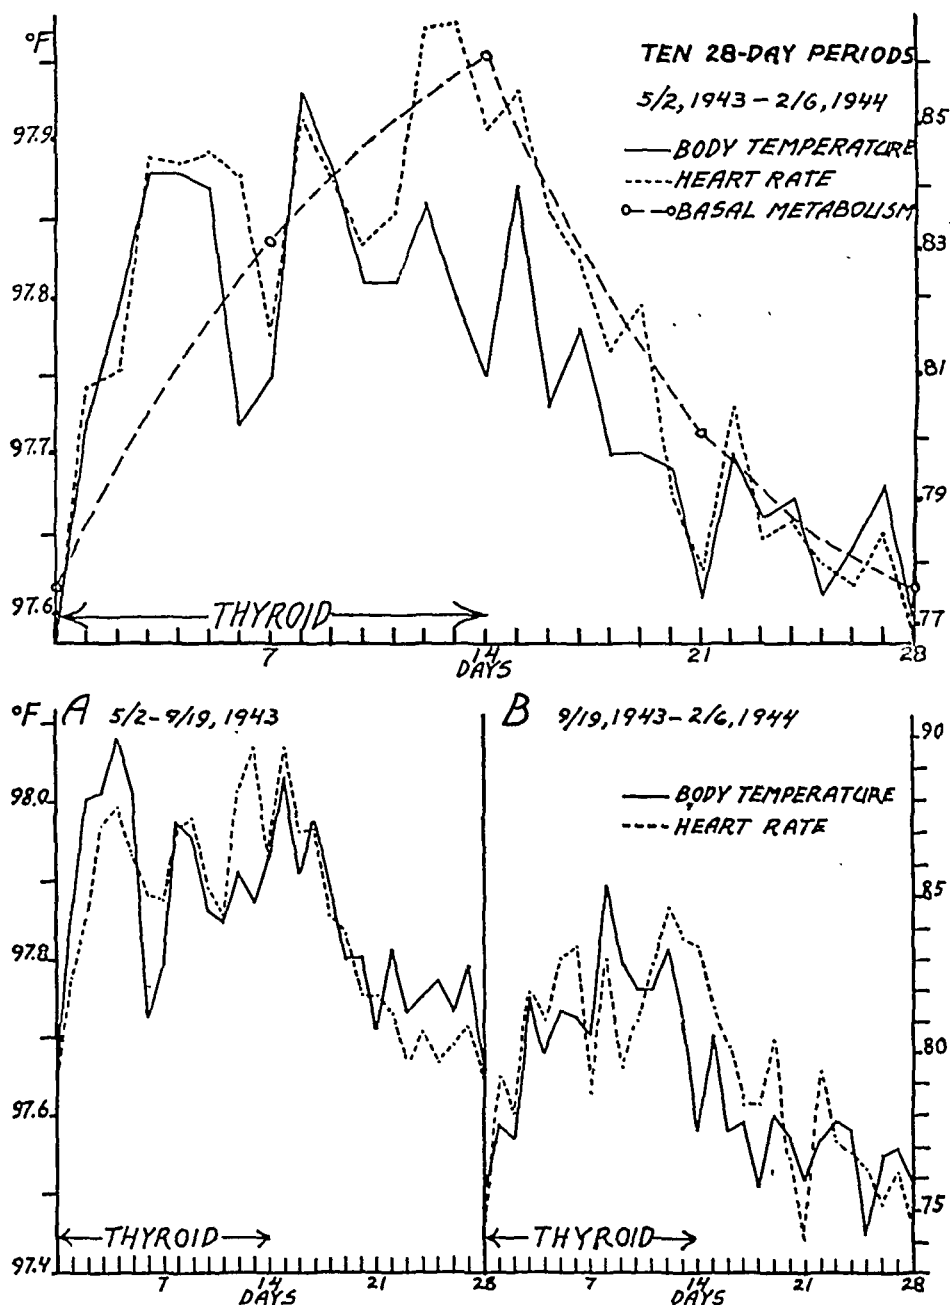 °F
TEN 28-DAY PERIODS
5/2, 1943 - 2/6, 1944
BODY TEMPERATURE
HEART RATE
BASAL METABOLISM
97.9
97.8
97.7
97.6
85
83
81
79
77
THYROID
7 14 21 28
DAYS
°F A 5/2-9/19, 1943
B 9/19, 1943-2/6, 1944
BODY TEMPERATURE
HEART RATE
98.0
97.8
97.6
97.4
90
85
80
75
THYROID THYROID
7 14 21 28 7 14 21 28
DAYS DAYS